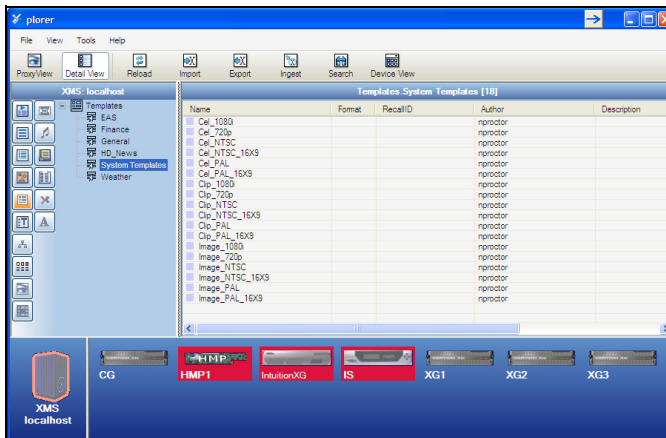 plorer
File View Tools Help
ProxyView Detail View Reload Import Export Ingest Search Device View
XMS: localhost
Templates.System Templates [18]
Templates
EAS
Finance
General
HD_News
System Templates
Weather
Name Format RecallID Author Description
Cel_1080i nproctor
Cel_720p nproctor
Cel_NTSC nproctor
Cel_NTSC_16X9 nproctor
Cel_PAL nproctor
Cel_PAL_16X9 nproctor
Clip_1080i nproctor
Clip_720p nproctor
Clip_NTSC nproctor
Clip_NTSC_16X9 nproctor
Clip_PAL nproctor
Clip_PAL_16X9 nproctor
Image_1080i nproctor
Image_720p nproctor
Image_NTSC nproctor
Image_NTSC_16X9 nproctor
Image_PAL nproctor
Image_PAL_16X9 nproctor
HMP
CG HMP1 IntuitionXG IS XG1 XG2 XG3
XMS
localhost